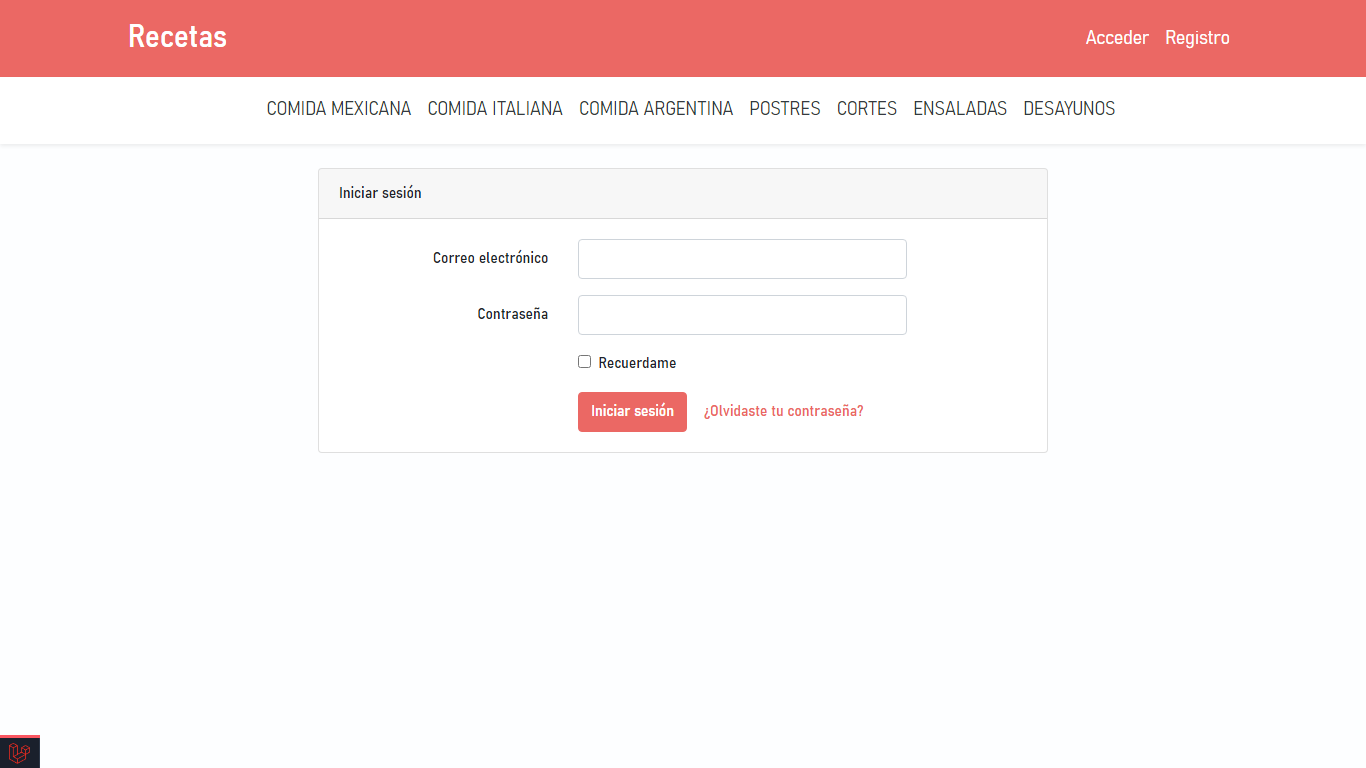 Recetas
Acceder Registro
COMIDA MEXICANA COMIDA ITALIANA COMIDA ARGENTINA POSTRES CORTES ENSALADAS DESAYUNOS
Iniciar sesión
Correo electrónico
Contraseña
Recuerdame
Iniciar sesión ¿Olvidaste tu contraseña?